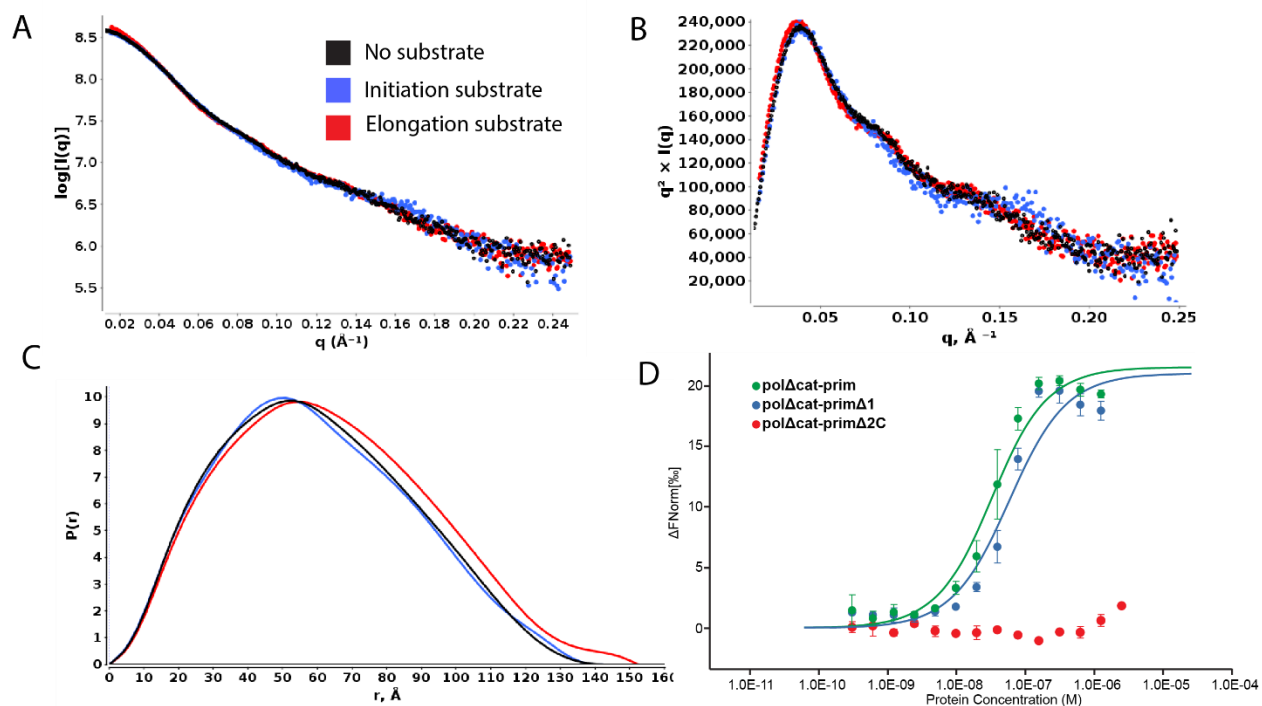 A
log[I(q)]
8.5
8.0
7.5
7.0
6.5
6.0
5.5
No substrate
Initiation substrate
Elongation substrate
0.02 0.04 0.06 0.08 0.10 0.12 0.14 0.16 0.18 0.20 0.22 0.24
q (Å⁻¹)
B
q² × I(q)
240,000
220,000
200,000
180,000
160,000
140,000
120,000
100,000
80,000
60,000
40,000
20,000
0.05 0.10 0.15 0.20 0.25
q, Å ⁻¹
C
P(r)
10
9
8
7
6
5
4
3
2
1
0
0 10 20 30 40 50 60 70 80 90 100 110 120 130 140 150 160
r, Å
D
ΔFNorm[‰]
20
15
10
5
0
polΔcat-prim
polΔcat-primΔ1
polΔcat-primΔ2C
1.0E-11 1.0E-10 1.0E-09 1.0E-08 1.0E-07 1.0E-06 1.0E-05 1.0E-04
Protein Concentration (M)